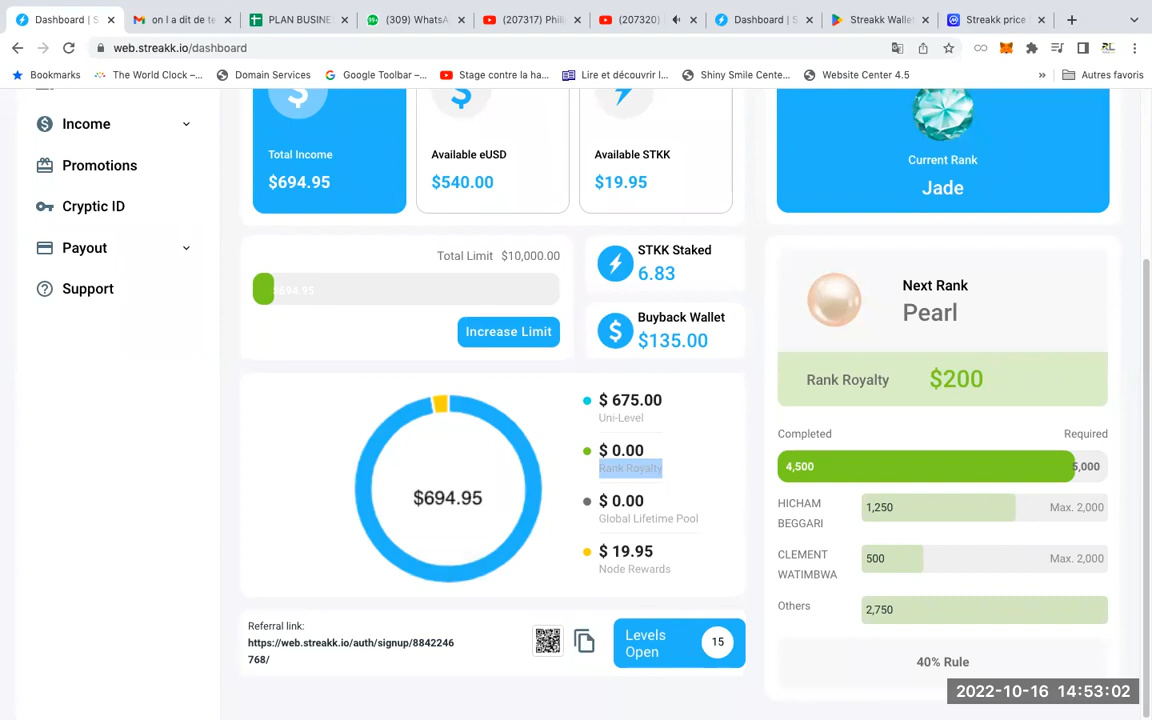 Dashboard | S
on l a dit de te
PLAN BUSINE
(309) WhatsA
(207317) Phili
(207320)
Dashboard | S
Streakk Wallet
Streakk price
web.streakk.io/dashboard
Bookmarks
The World Clock –...
Domain Services
Google Toolbar –...
Stage contre la ha...
Lire et découvrir l...
Shiny Smile Cente...
Website Center 4.5
»
Autres favoris
Income
Promotions
Cryptic ID
Payout
Support
Total Income
$694.95
Available eUSD
$540.00
Available STKK
$19.95
Current Rank
Jade
Total Limit $10,000.00
$694.95
Increase Limit
STKK Staked
6.83
Buyback Wallet
$135.00
Next Rank
Pearl
Rank Royalty $200
$694.95
$ 675.00
Uni-Level
$ 0.00
Rank Royalty
$ 0.00
Global Lifetime Pool
$ 19.95
Node Rewards
Completed Required
4,500 5,000
HICHAM
BEGGARI
1,250 Max. 2,000
CLEMENT
WATIMBWA
500 Max. 2,000
Others
2,750
40% Rule
Referral link:
https://web.streakk.io/auth/signup/8842246
768/
Levels
Open
15
2022-10-16 14:53:02